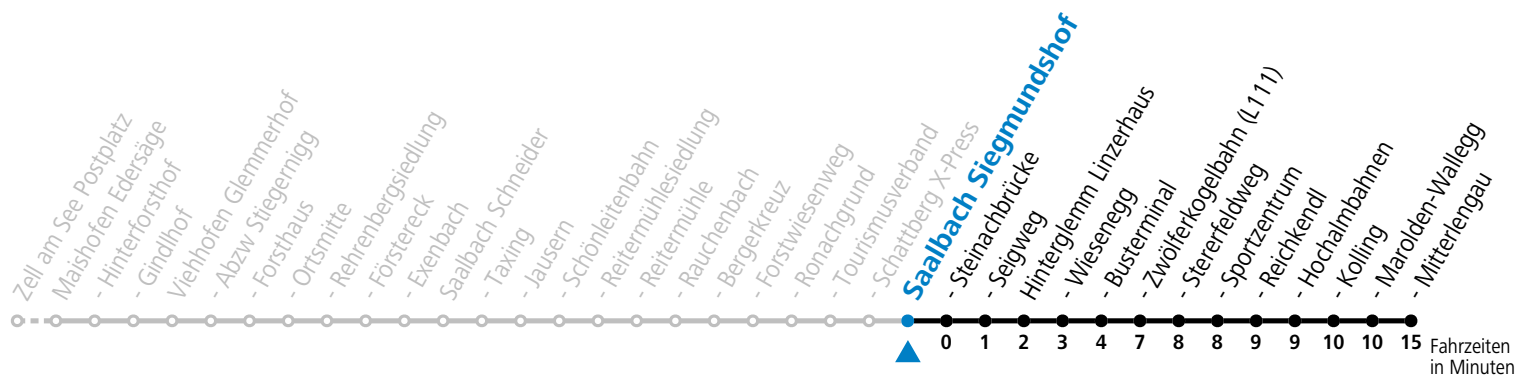 Zell am See Postplatz
Maishofen Edersäge
- Hinterforsthof
- Gindlhof
Viehhofen Glemmerhof
- Abzw Stiegernigg
- Forsthaus
- Ortsmitte
- Rehrenbergsiedlung
- Förstereck
- Exenbach
Saalbach Schneider
- Taxing
- Jausern
- Schönleitenbahn
- Reitermühlesiedlung
- Reitermühle
- Rauchenbach
- Bergerkreuz
- Forstwiesenweg
- Ronachgrund
- Tourismusverband
- Schattberg X-Press
Saalbach Siegmundshof
- Steinachbrücke
- Seigweg
Hinterglemm Linzerhaus
- Wiesenegg
- Busterminal
- Zwölferkogelbahn (L111)
- Stererfeldweg
- Sportzentrum
- Reichkendl
- Hochalmbahnen
- Kolling
- Marolden-Wallegg
- Mitterlengau
0 1 2 3 4 7 8 8 9 9 10 10 15
Fahrzeiten
in Minuten